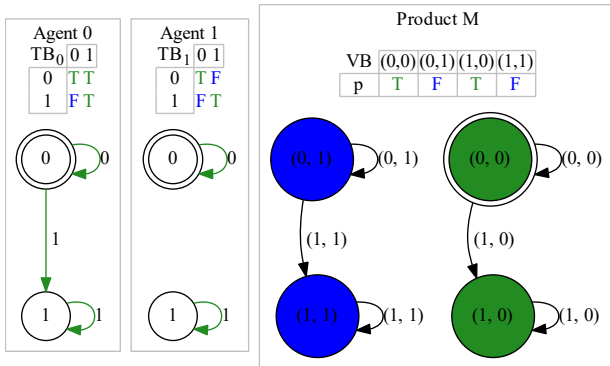 Agent 0
TB0 0 1
0 T T
1 F T
0
0
1
1
1
Agent 1
TB1 0 1
0 T F
1 F T
0
0
1
1
Product M
VB (0,0) (0,1) (1,0) (1,1)
p T F T F
(0, 1)
(0, 1)
(0, 0)
(0, 0)
(1, 1)
(1, 0)
(1, 1)
(1, 1)
(1, 0)
(1, 0)